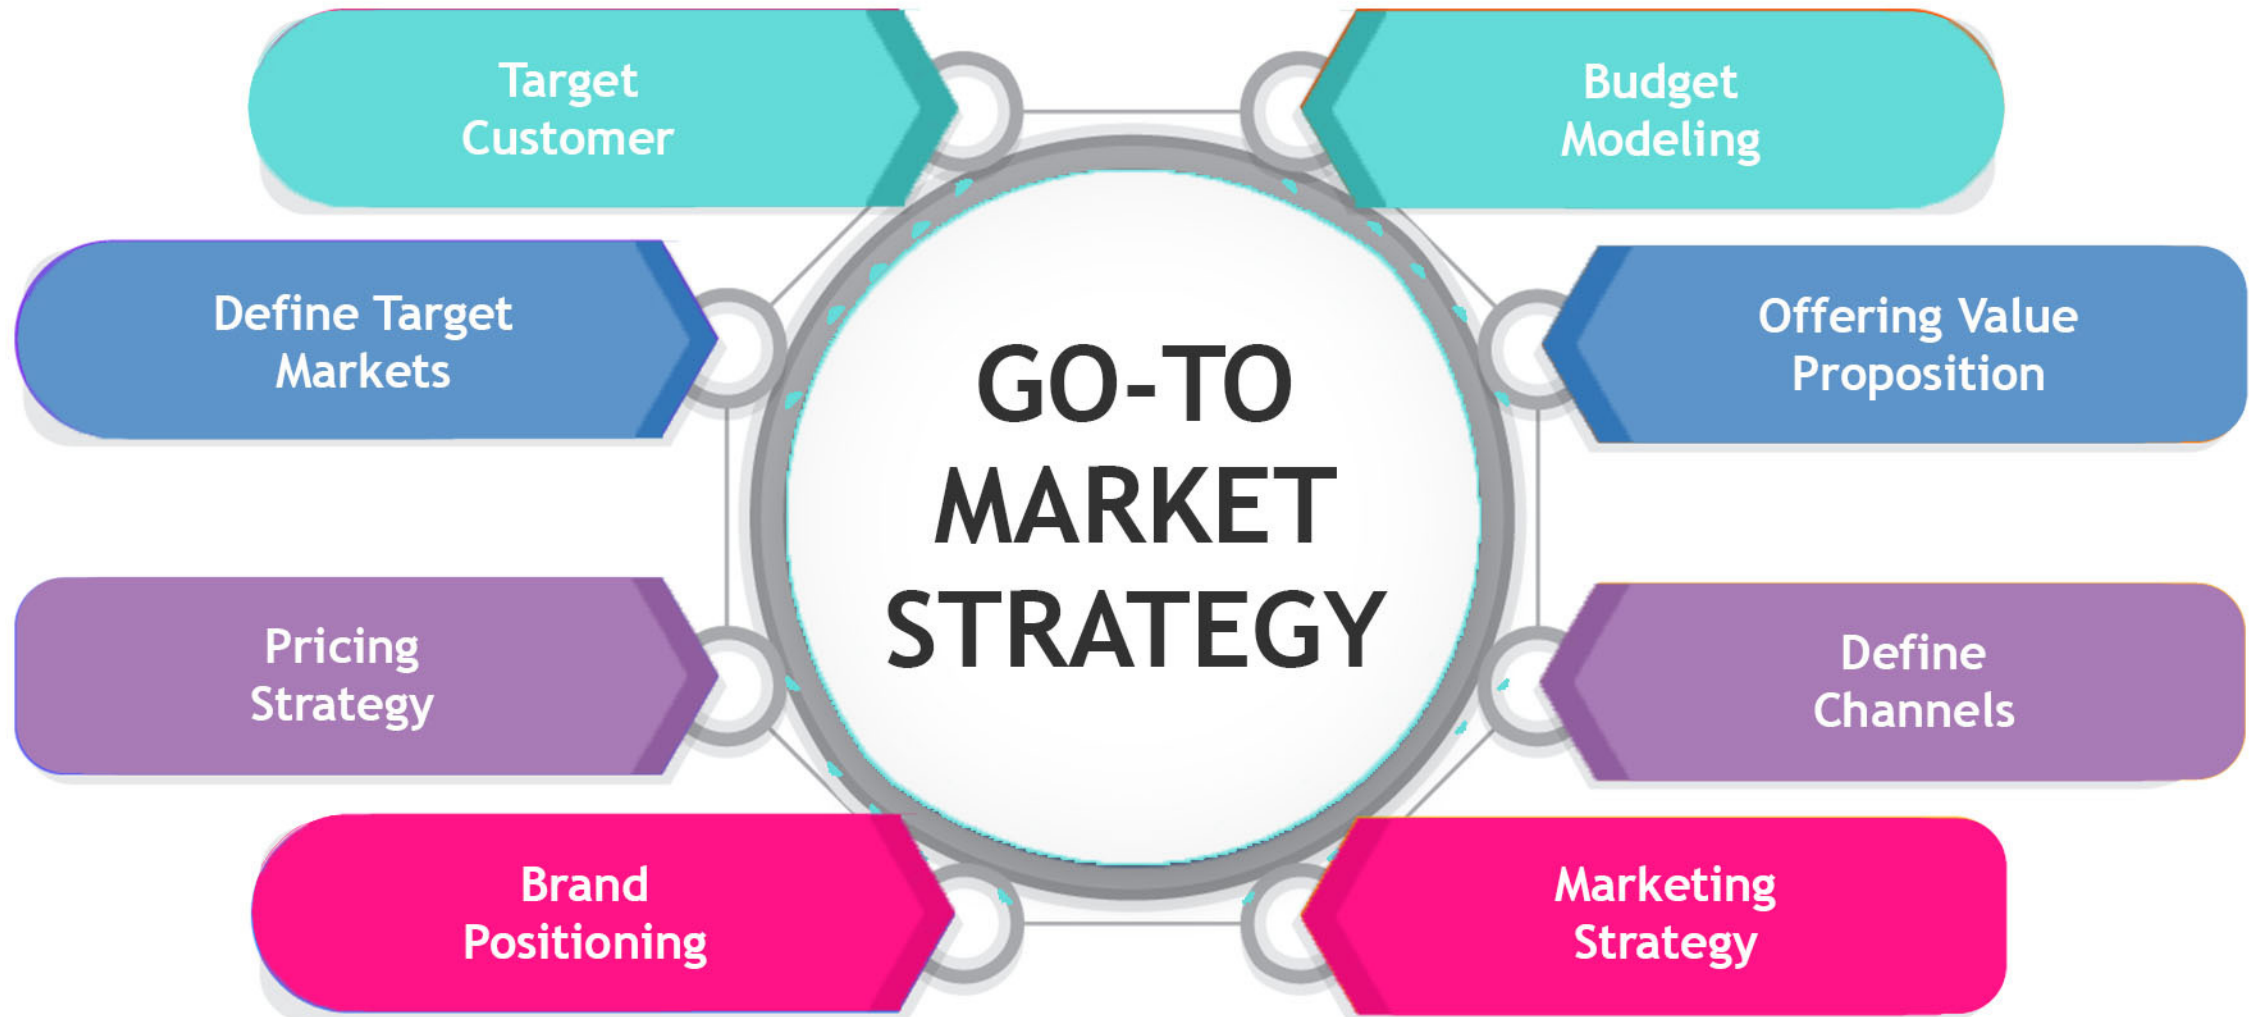 Target
Customer
Budget
Modeling
Define Target
Markets
Offering Value
Proposition
GO-TO
MARKET
STRATEGY
Pricing
Strategy
Define
Channels
Brand
Positioning
Marketing
Strategy